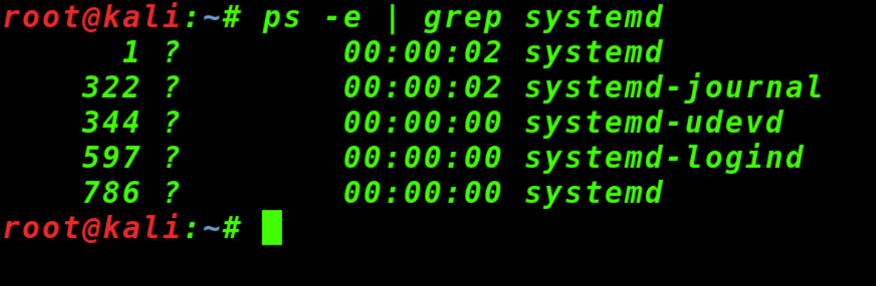 root@kali:~# ps -e | grep systemd
      1 ?        00:00:02 systemd
    322 ?        00:00:02 systemd-journal
    344 ?        00:00:00 systemd-udevd
    597 ?        00:00:00 systemd-logind
    786 ?        00:00:00 systemd
root@kali:~#